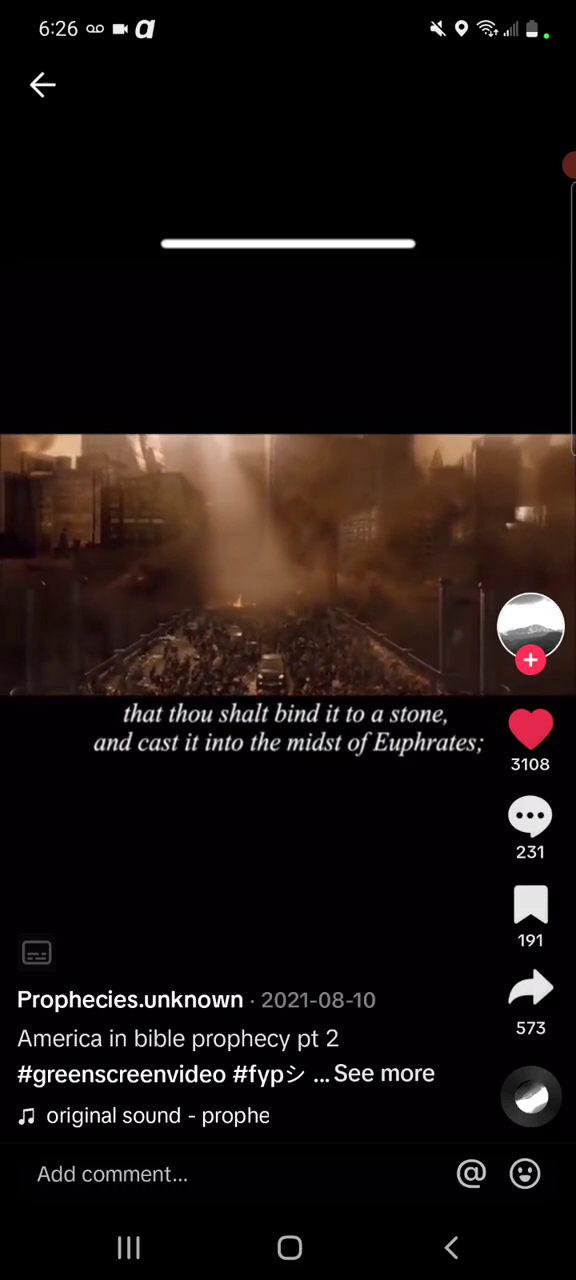 6:26
that thou shalt bind it to a stone,
and cast it into the midst of Euphrates;
3108
231
191
573
Prophecies.unknown · 2021-08-10
America in bible prophecy pt 2
#greenscreenvideo #fypシ ... See more
original sound - prophe
Add comment...